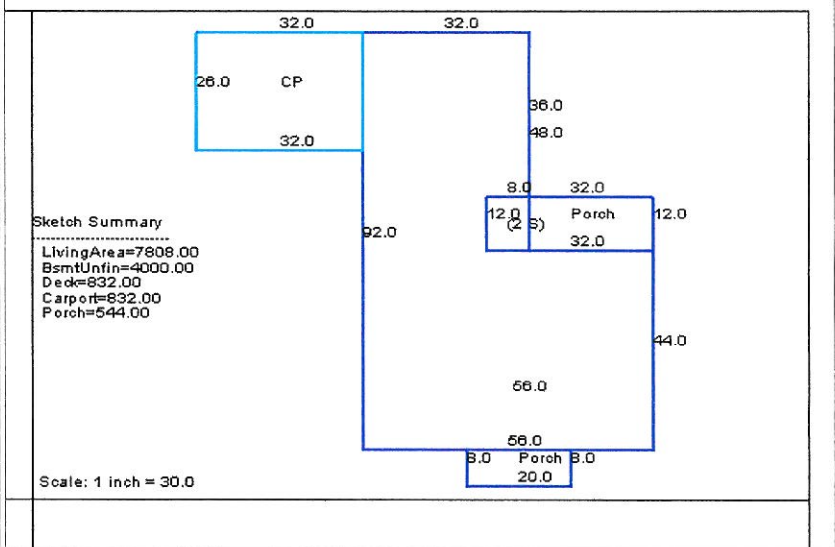 32.0 32.0
26.0 CP
36.0
48.0
32.0
8.0 32.0
12.0 Porch 12.0
(2 S)
32.0
92.0
Sketch Summary
LivingArea=7808.00
BsmtUnfin=4000.00
Deck=832.00
Carport=832.00
Porch=544.00
44.0
56.0
56.0
8.0 Porch 8.0
20.0
Scale: 1 inch = 30.0